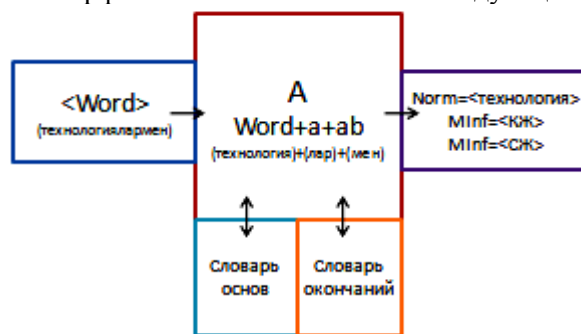 <Word>
(технологиялармен)
A
Word+a+ab
(технология)+(лар)+(мен)
Norm=<технология>
MInf=<КЖ>
MInf=<СЖ>
Словарь
основ
Словарь
окончаний